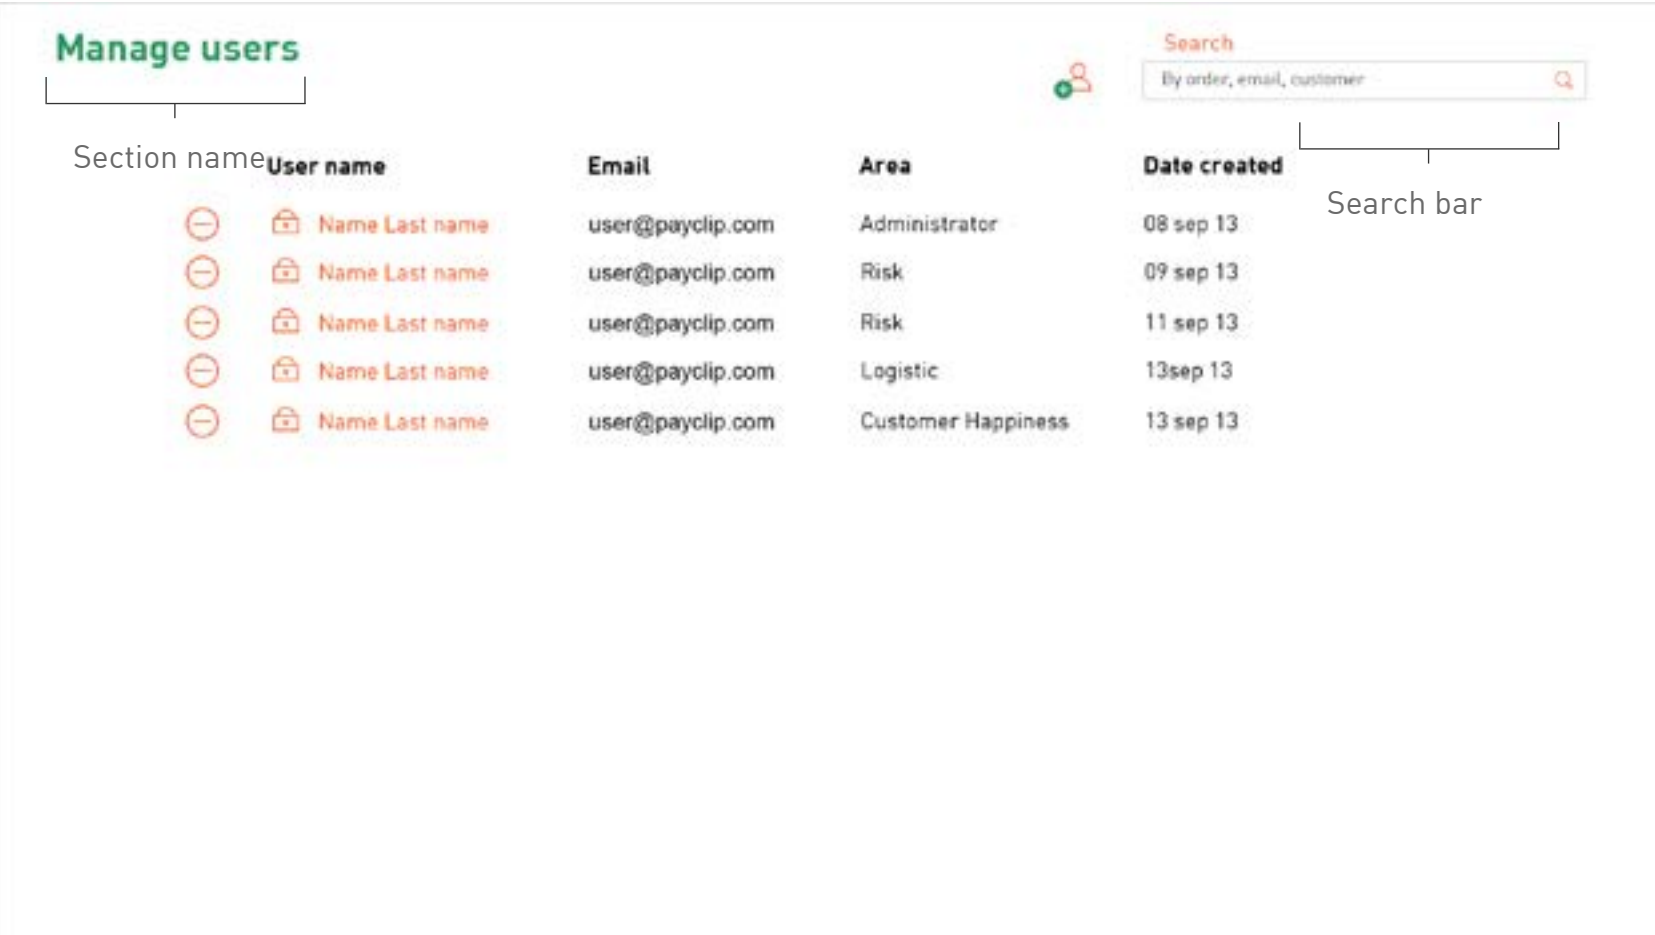 Manage users
Search
By order, email, customer
Section name
User name Email Area Date created
Search bar
Name Last name user@payclip.com Administrator 08 sep 13
Name Last name user@payclip.com Risk 09 sep 13
Name Last name user@payclip.com Risk 11 sep 13
Name Last name user@payclip.com Logistic 13sep 13
Name Last name user@payclip.com Customer Happiness 13 sep 13